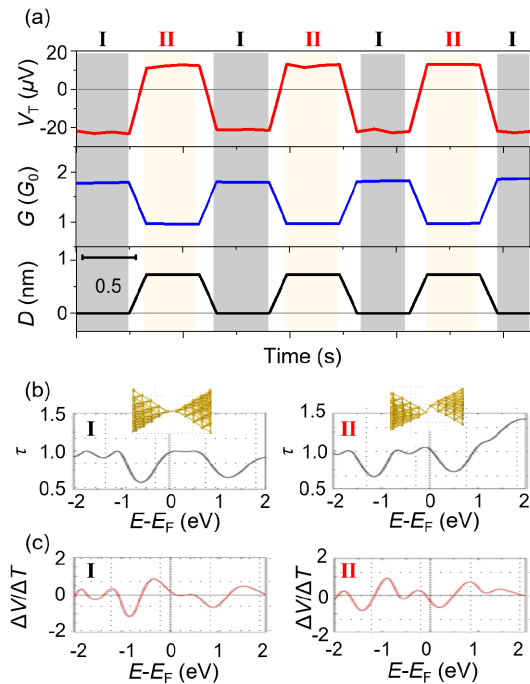 (a)
I II I II I II I
V_T (µV)
20
0
-20
G (G_0)
2
1
D (nm)
1
0
0.5
Time (s)
(b)
τ
1.5
1.0
0.5
I
-2 -1 0 1 2
E-E_F (eV)
τ
1.5
1.0
0.5
II
-2 -1 0 1 2
E-E_F (eV)
(c)
ΔV/ΔT
2
0
-2
I
-2 -1 0 1 2
E-E_F (eV)
ΔV/ΔT
2
0
-2
II
-2 -1 0 1 2
E-E_F (eV)